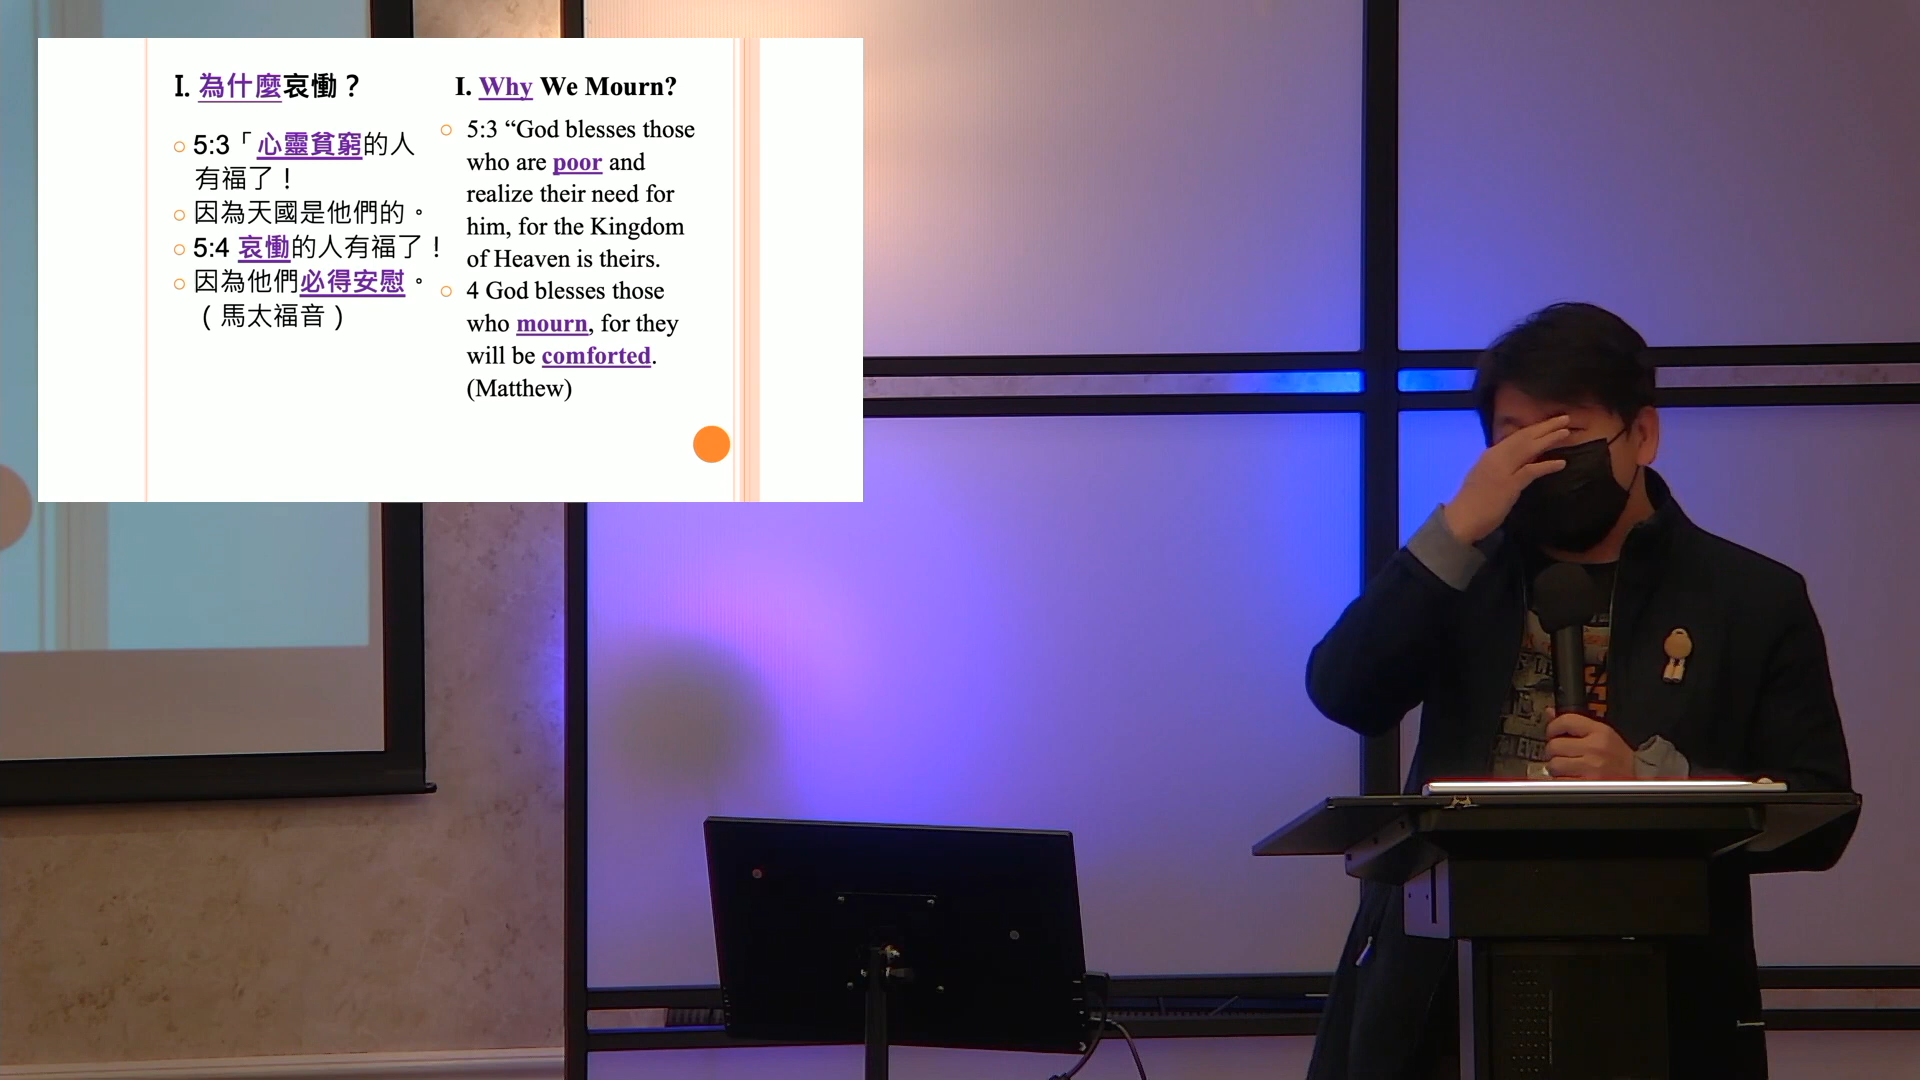 I. 為什麼哀慟？
5:3「心靈貧窮的人
有福了！
因為天國是他們的。
5:4 哀慟的人有福了！
因為他們必得安慰。
（馬太福音）
I. Why We Mourn?
5:3 “God blesses those
who are poor and
realize their need for
him, for the Kingdom
of Heaven is theirs.
4 God blesses those
who mourn, for they
will be comforted.
(Matthew)